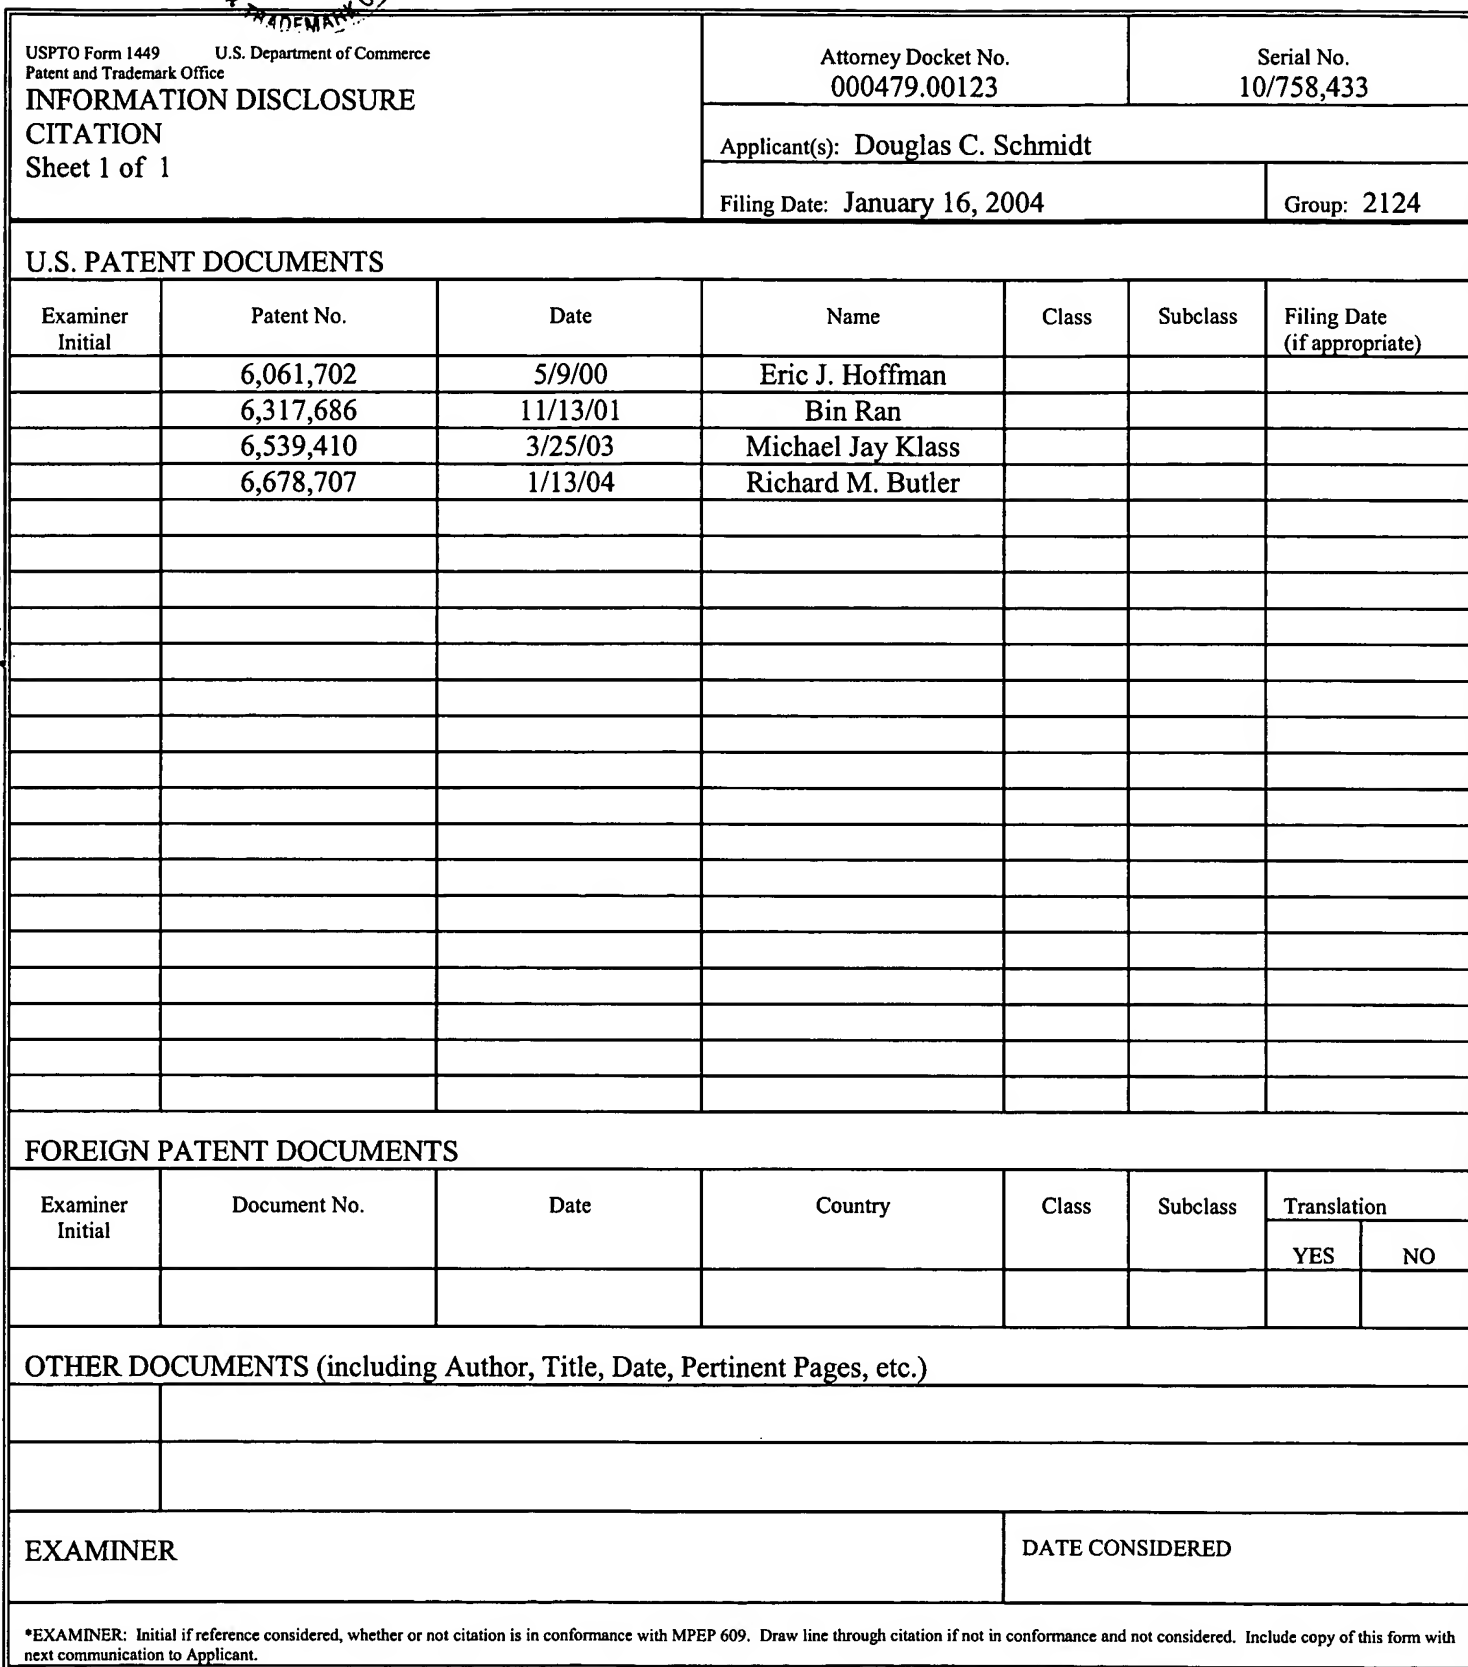 TRADEMARK
USPTO Form 1449 U.S. Department of Commerce
Patent and Trademark Office
INFORMATION DISCLOSURE
CITATION
Sheet 1 of 1
Attorney Docket No.
000479.00123
Serial No.
10/758,433
Applicant(s): Douglas C. Schmidt
Filing Date: January 16, 2004
Group: 2124
U.S. PATENT DOCUMENTS
Examiner
Initial
Patent No.
Date
Name
Class
Subclass
Filing Date
(if appropriate)
6,061,702 5/9/00 Eric J. Hoffman
6,317,686 11/13/01 Bin Ran
6,539,410 3/25/03 Michael Jay Klass
6,678,707 1/13/04 Richard M. Butler
FOREIGN PATENT DOCUMENTS
Examiner
Initial
Document No.
Date
Country
Class
Subclass
Translation
YES NO
OTHER DOCUMENTS (including Author, Title, Date, Pertinent Pages, etc.)
EXAMINER
DATE CONSIDERED
*EXAMINER: Initial if reference considered, whether or not citation is in conformance with MPEP 609. Draw line through citation if not in conformance and not considered. Include copy of this form with
next communication to Applicant.